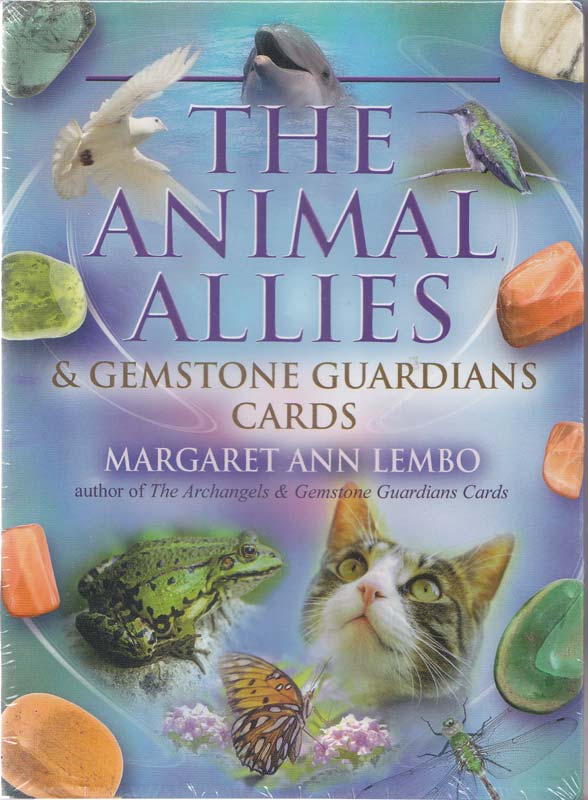 THE
ANIMAL
ALLIES
& GEMSTONE GUARDIANS
CARDS
MARGARET ANN LEMBO
author of The Archangels & Gemstone Guardians Cards